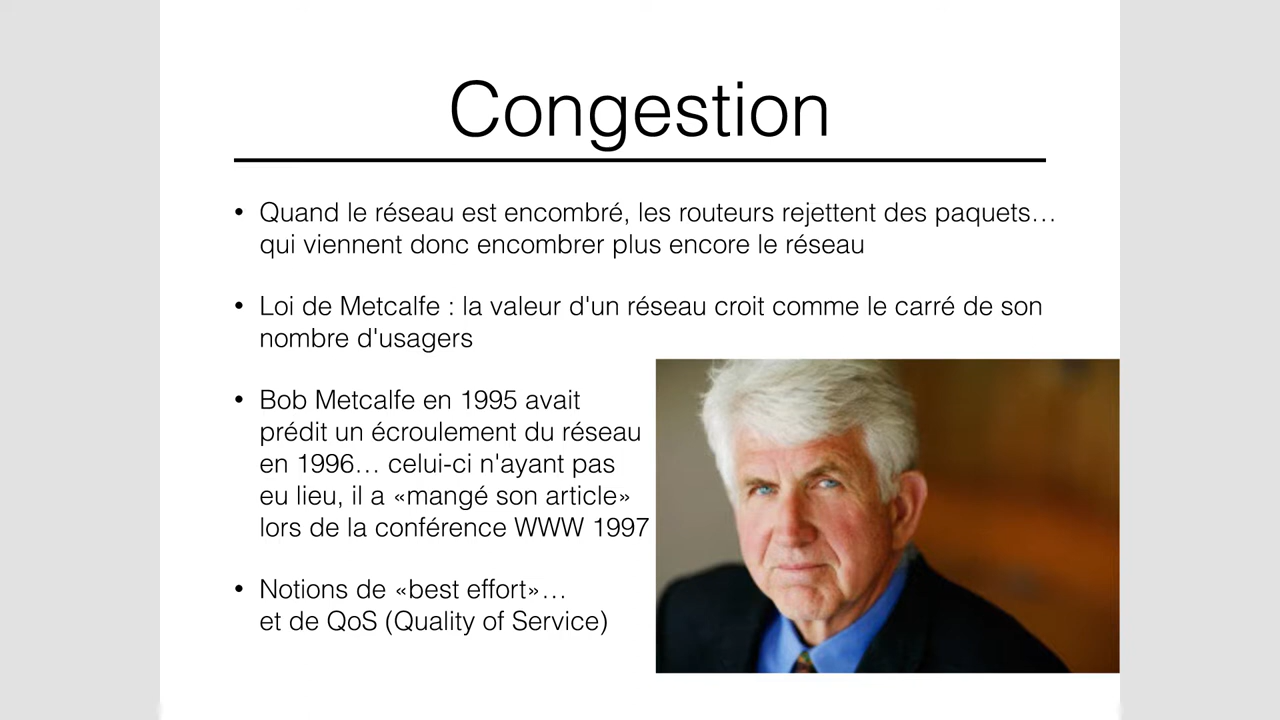 Congestion
• Quand le réseau est encombré, les routeurs rejettent des paquets…
qui viennent donc encombrer plus encore le réseau
• Loi de Metcalfe : la valeur d'un réseau croit comme le carré de son
nombre d'usagers
• Bob Metcalfe en 1995 avait
prédit un écroulement du réseau
en 1996… celui-ci n'ayant pas
eu lieu, il a «mangé son article»
lors de la conférence WWW 1997
• Notions de «best effort»…
et de QoS (Quality of Service)